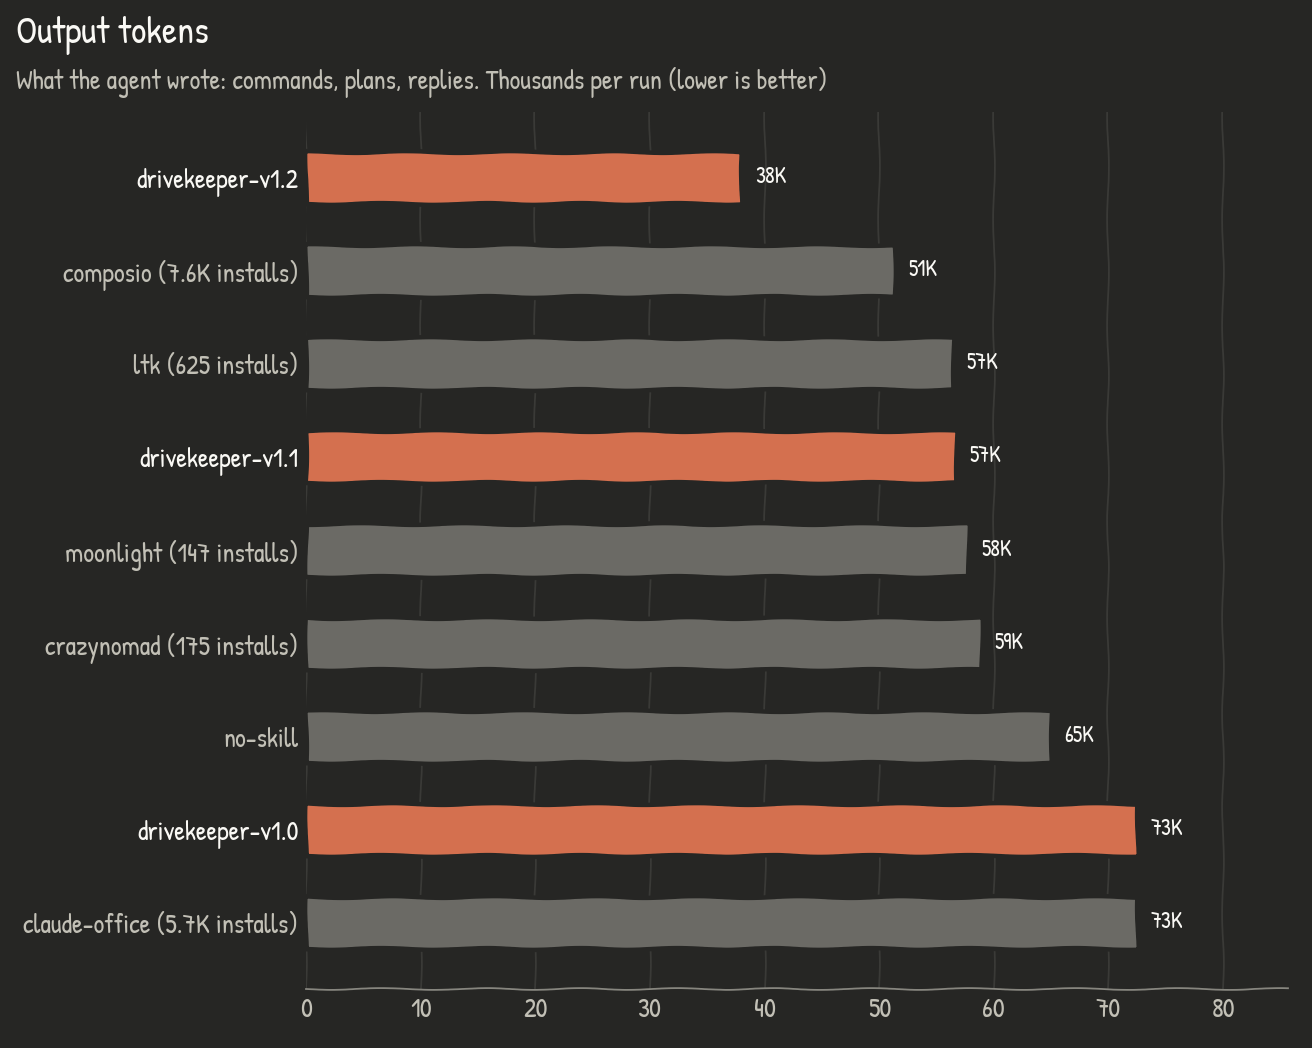 Output tokens
What the agent wrote: commands, plans, replies. Thousands per run (lower is better)
drivekeeper-v1.2 38K
composio (7.6K installs) 51K
ltk (625 installs) 57K
drivekeeper-v1.1 57K
moonlight (147 installs) 58K
crazynomad (175 installs) 59K
no-skill 65K
drivekeeper-v1.0 73K
claude-office (5.7K installs) 73K
0 10 20 30 40 50 60 70 80